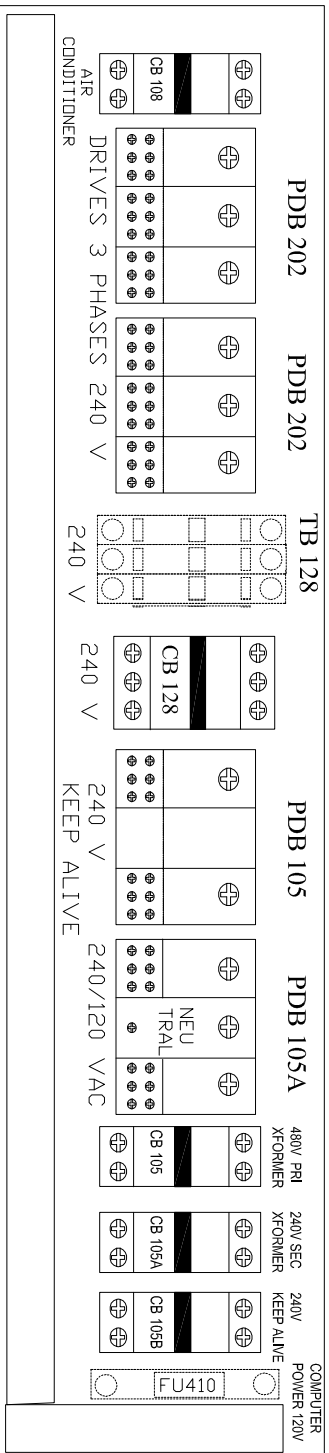 PDB 202
PDB 202
TB 128
PDB 105
PDB 105A
480V PRI
XFORMER
240V SEC
XFORMER
240V
KEEP ALIVE
COMPUTER
POWER 120V
CB 108
CB 128
NEU
TRAL
CB 105
CB 105A
CB 105B
FU410
AIR
CONDITIONER
DRIVES 3 PHASES 240 V
240 V
240 V
240 V
KEEP ALIVE
240/120 VAC